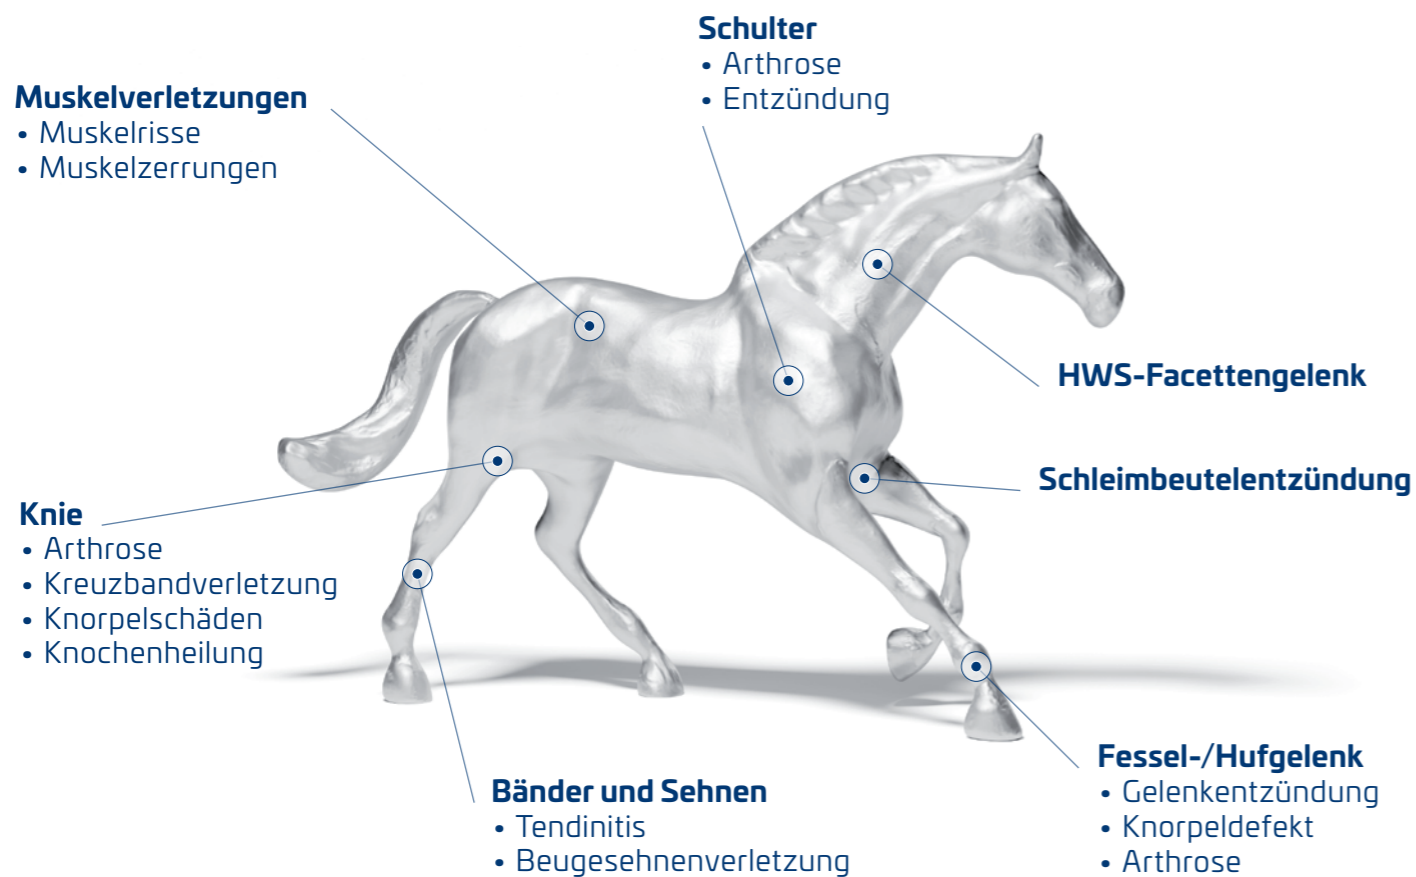 Schulter
• Arthrose
• Entzündung
Muskelverletzungen
• Muskelrisse
• Muskelzerrungen
HWS-Facettengelenk
Schleimbeutelentzündung
Knie
• Arthrose
• Kreuzbandverletzung
• Knorpelschäden
• Knochenheilung
Bänder und Sehnen
• Tendinitis
• Beugesehnenverletzung
Fessel-/Hufgelenk
• Gelenkentzündung
• Knorpeldefekt
• Arthrose